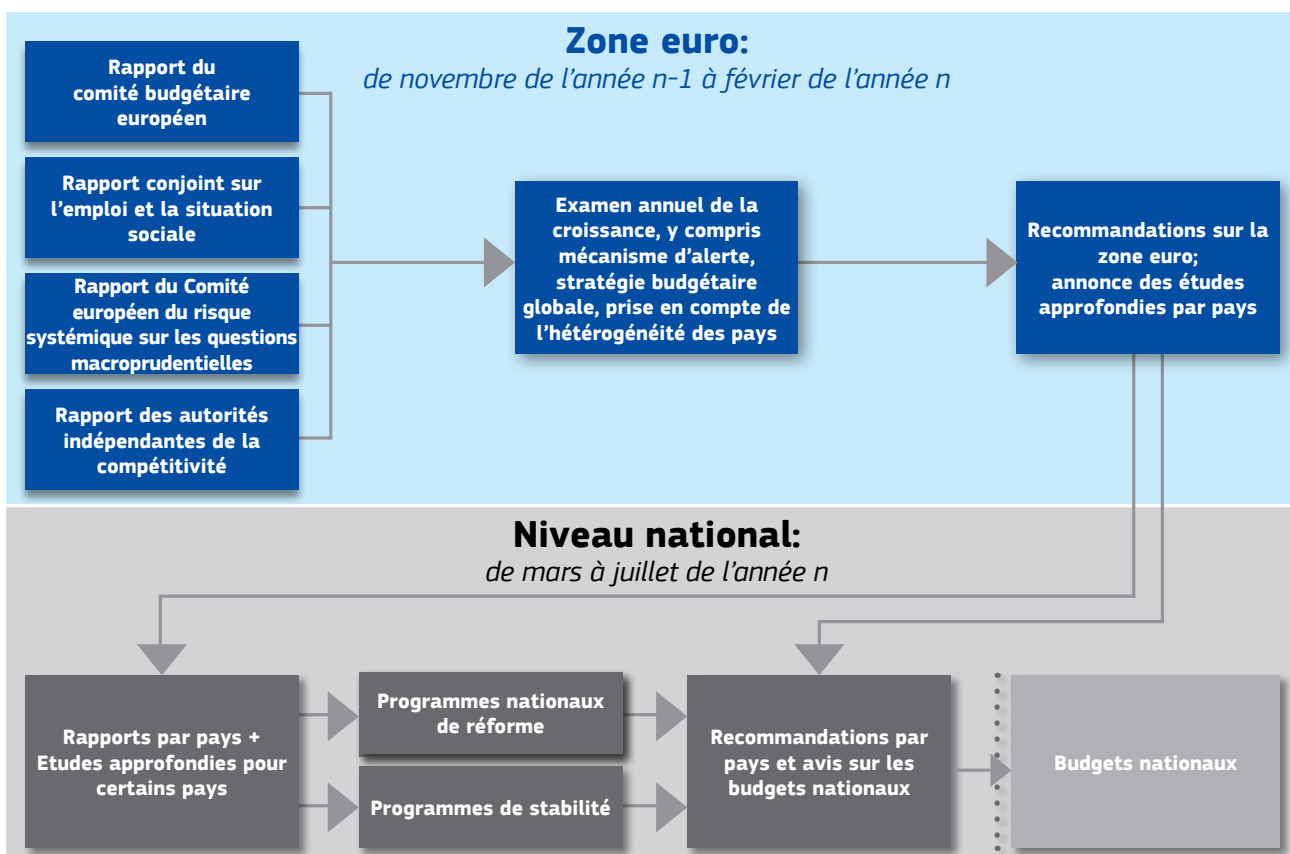 Zone euro:
de novembre de l'année n-1 à février de l'année n
Rapport du
comité budgétaire
européen
Rapport conjoint sur
l'emploi et la situation
sociale
Rapport du Comité
européen du risque
systémique sur les questions
macroprudentielles
Rapport des autorités
indépendantes de la
compétitivité
Examen annuel de la
croissance, y compris
mécanisme d'alerte,
stratégie budgétaire
globale, prise en compte de
l'hétérogénéité des pays
Recommandations sur la
zone euro;
annonce des études
approfondies par pays
Niveau national:
de mars à juillet de l'année n
Rapports par pays +
Etudes approfondies pour
certains pays
Programmes nationaux
de réforme
Programmes de stabilité
Recommandations par
pays et avis sur les
budgets nationaux
Budgets nationaux